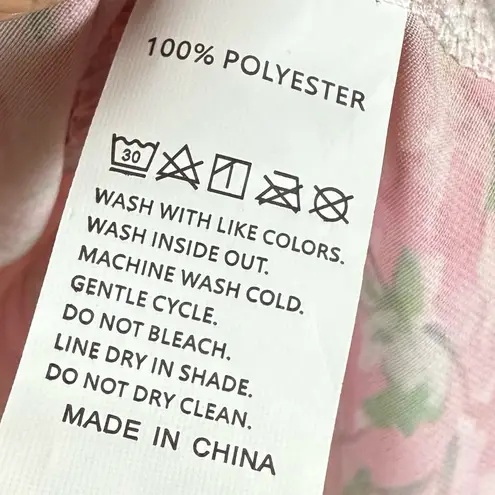 100% POLYESTER
30
WASH WITH LIKE COLORS.
WASH INSIDE OUT.
MACHINE WASH COLD.
GENTLE CYCLE.
DO NOT BLEACH.
LINE DRY IN SHADE.
DO NOT DRY CLEAN.
MADE IN CHINA